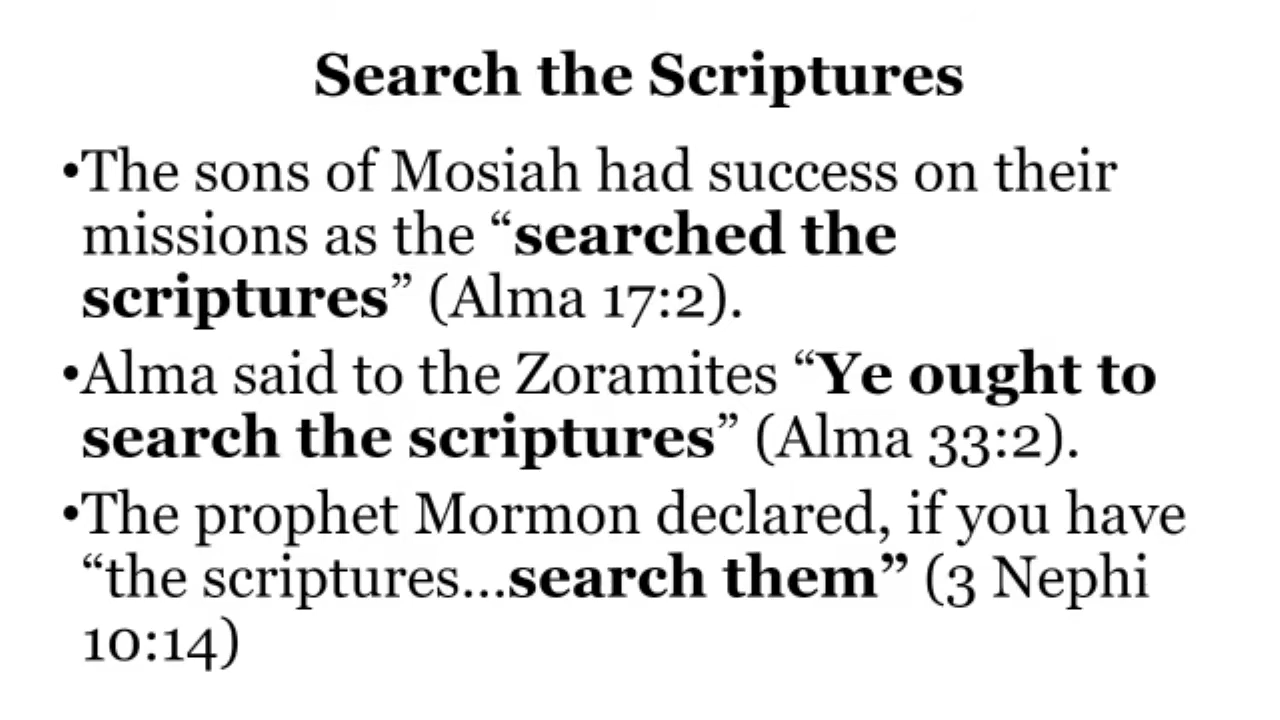 Search the Scriptures
•The sons of Mosiah had success on their
missions as the “searched the
scriptures” (Alma 17:2).
•Alma said to the Zoramites “Ye ought to
search the scriptures” (Alma 33:2).
•The prophet Mormon declared, if you have
“the scriptures…search them” (3 Nephi
10:14)